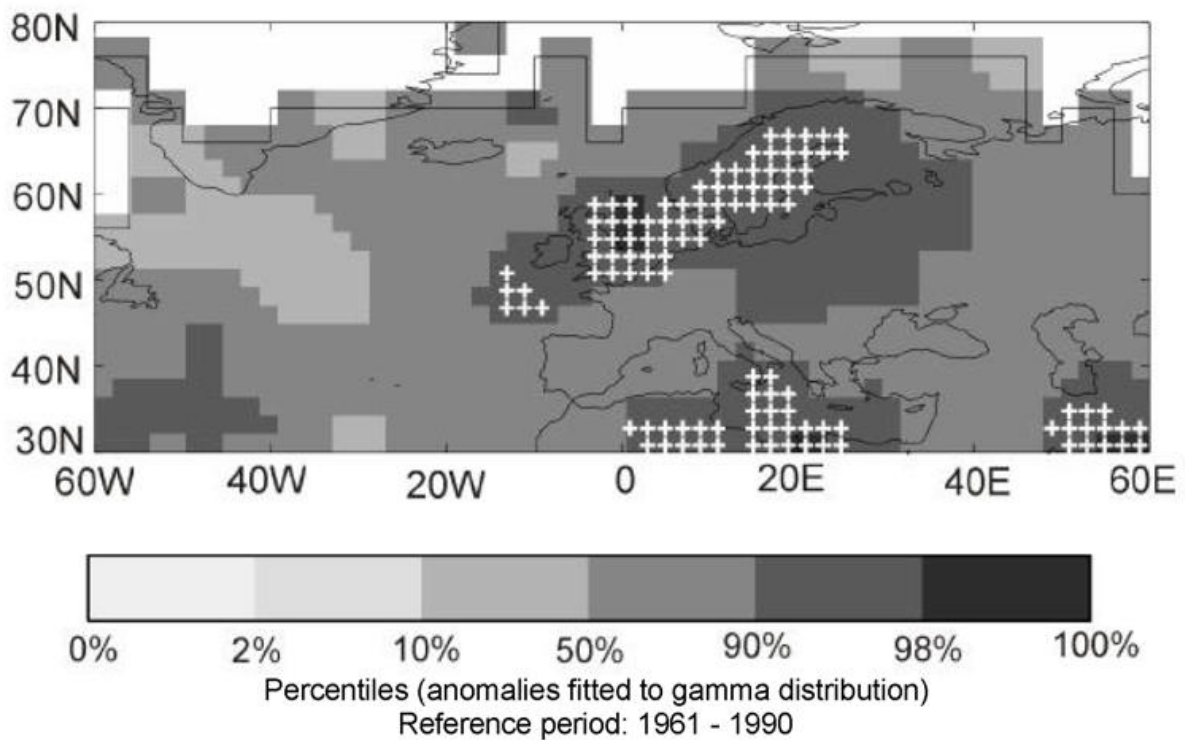 80N
70N
60N
50N
40N
30N
60W 40W 20W 0 20E 40E 60E
0% 2% 10% 50% 90% 98% 100%
Percentiles (anomalies fitted to gamma distribution)
Reference period: 1961 - 1990